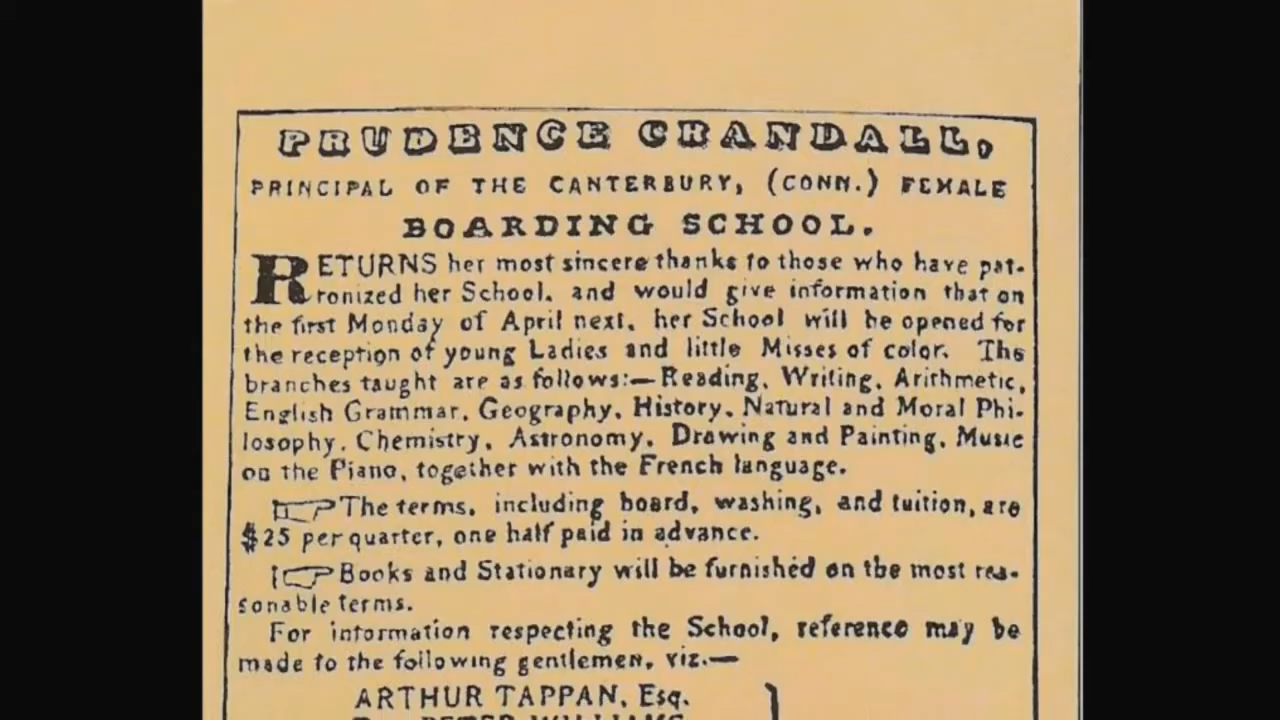 PRUDENCE CRANDALL,
PRINCIPAL OF THE CANTERBURY, (CONN.) FEMALE
BOARDING SCHOOL.
RETURNS her most sincere thanks to those who have pat-
ronized her School, and would give information that on
the first Monday of April next, her School will be opened for
the reception of young Ladies and little Misses of color. The
branches taught are as follows:—Reading, Writing, Arithmetic,
English Grammar, Geography, History, Natural and Moral Phi-
losophy, Chemistry, Astronomy, Drawing and Painting, Music
on the Piano, together with the French language.
☞The terms, including board, washing, and tuition, are
$25 per quarter, one half paid in advance.
☞Books and Stationary will be furnished on the most rea-
sonable terms.
For information respecting the School, reference may be
made to the following gentlemen, viz.—
ARTHUR TAPPAN, Esq.
PETER WILLIAMS